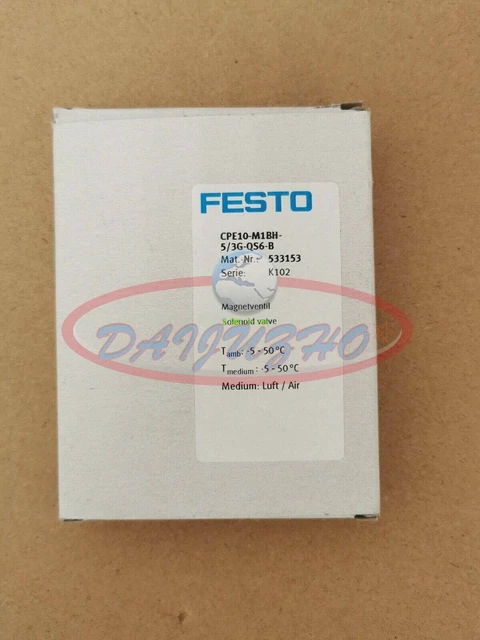 FESTO
CPE10-M1BH-
5/3G-QS6-B
Mat.-Nr.: 533153
Serie: K102
Magnetventil
Solenoid valve
DAIJUZHO
Tamb: -5 - 50°C
Tmedium: -5 - 50°C
Medium: Luft / Air